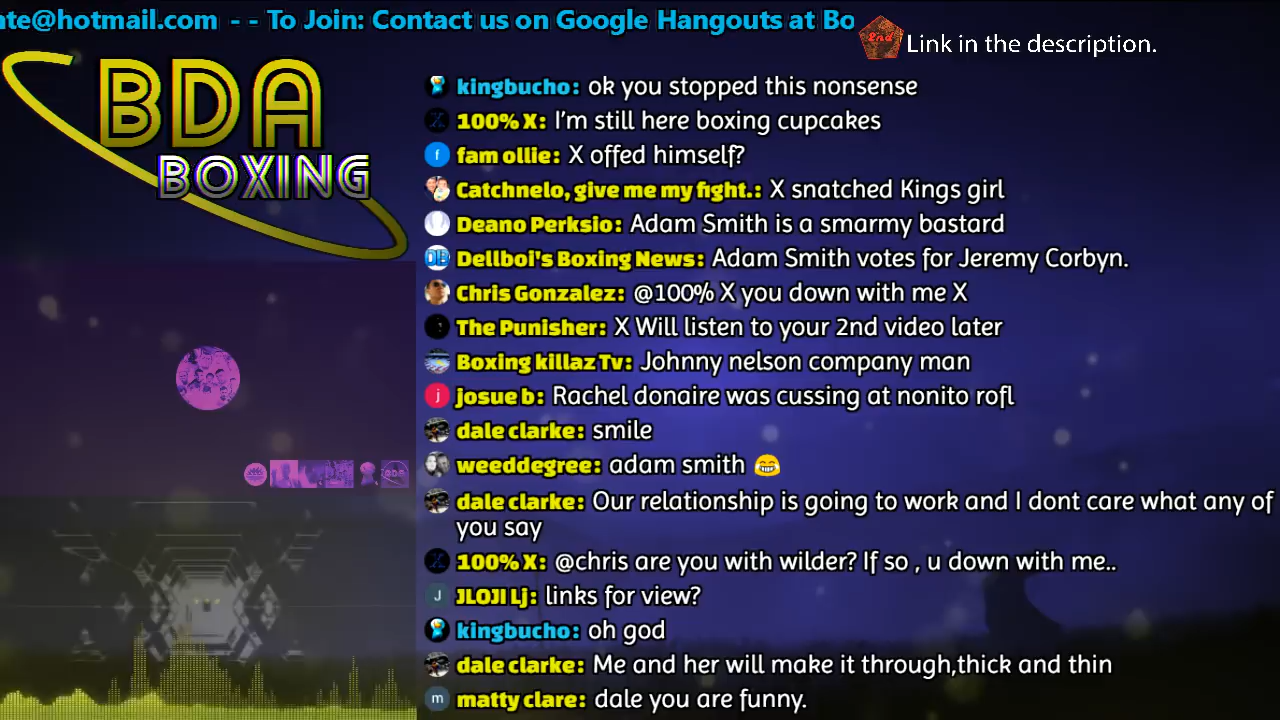 nte@hotmail.com - - To Join: Contact us on Google Hangouts at Bo
2nd
Link in the description.
BDA
BOXING
kingbucho: ok you stopped this nonsense
100% X: I'm still here boxing cupcakes
f fam ollie: X offed himself?
Catchnelo, give me my fight.: X snatched Kings girl
Deano Perksio: Adam Smith is a smarmy bastard
DB Dellboi's Boxing News: Adam Smith votes for Jeremy Corbyn.
Chris Gonzalez: @100% X you down with me X
The Punisher: X Will listen to your 2nd video later
Boxing killaz Tv: Johnny nelson company man
j josue b: Rachel donaire was cussing at nonito rofl
dale clarke: smile
weeddegree: adam smith 😂
dale clarke: Our relationship is going to work and I dont care what any of
you say
100% X: @chris are you with wilder? If so , u down with me..
J JLOJI Lj: links for view?
kingbucho: oh god
dale clarke: Me and her will make it through,thick and thin
m matty clare: dale you are funny.
BDA